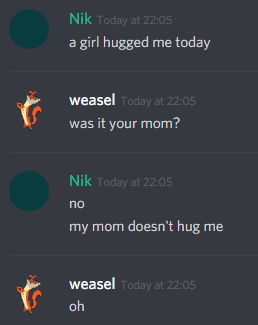 Nik Today at 22:05
a girl hugged me today
weasel Today at 22:05
was it your mom?
Nik Today at 22:05
no
my mom doesn't hug me
weasel Today at 22:05
oh